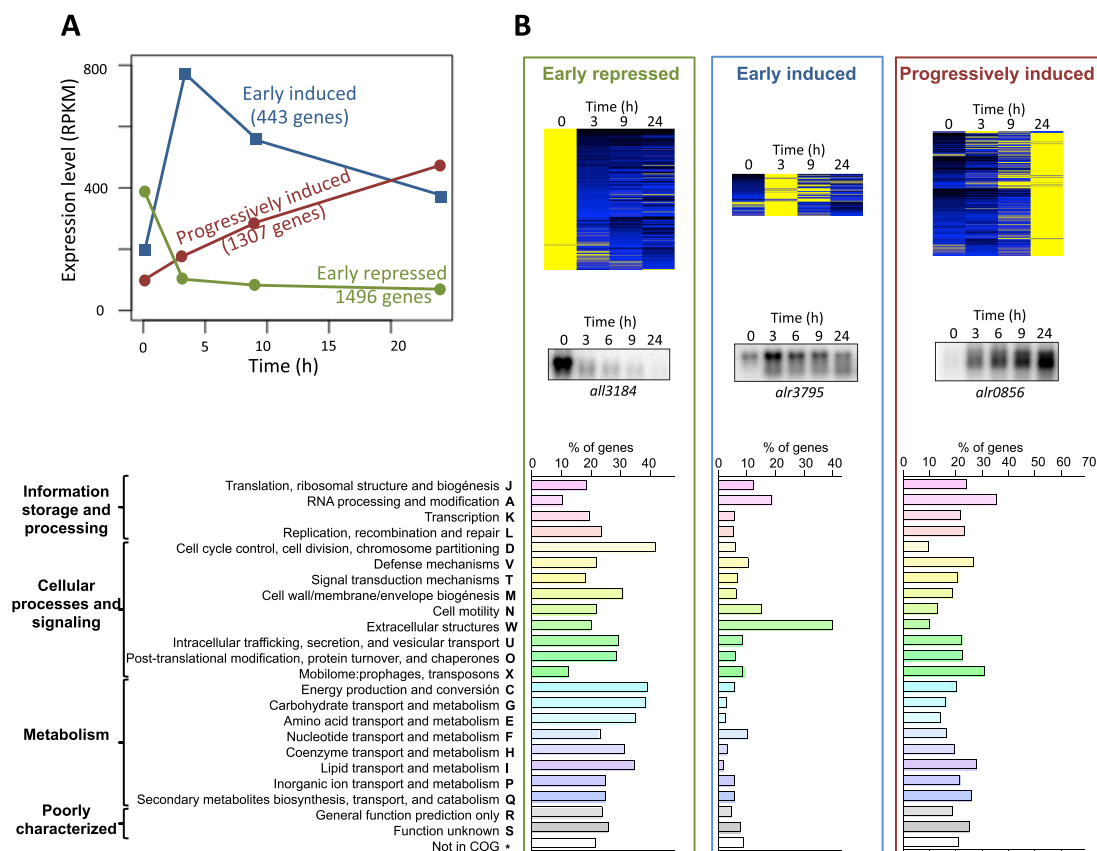 A
Expression level (RPKM)
800
400
0
Early induced
(443 genes)
Progressively induced
(1307 genes)
Early repressed
1496 genes
0 5 10 15 20
Time (h)
B
Early repressed
Time (h)
0 3 9 24
Time (h)
0 3 6 9 24
all3184
Early induced
Time (h)
0 3 9 24
Time (h)
0 3 6 9 24
alr3795
Progressively induced
Time (h)
0 3 9 24
Time (h)
0 3 6 9 24
alr0856
% of genes
0 10 20 30 40
% of genes
0 10 20 30 40
% of genes
0 10 20 30 40 50 60 70
Information
storage and
processing
Translation, ribosomal structure and biogénesis J
RNA processing and modification A
Transcription K
Replication, recombination and repair L
Cellular
processes and
signaling
Cell cycle control, cell division, chromosome partitioning D
Defense mechanisms V
Signal transduction mechanisms T
Cell wall/membrane/envelope biogénesis M
Cell motility N
Extracellular structures W
Intracellular trafficking, secretion, and vesicular transport U
Post-translational modification, protein turnover, and chaperones O
Mobilome:prophages, transposons X
Metabolism
Energy production and conversión C
Carbohydrate transport and metabolism G
Amino acid transport and metabolism E
Nucleotide transport and metabolism F
Coenzyme transport and metabolism H
Lipid transport and metabolism I
Inorganic ion transport and metabolism P
Secondary metabolites biosynthesis, transport, and catabolism Q
Poorly
characterized
General function prediction only R
Function unknown S
Not in COG *